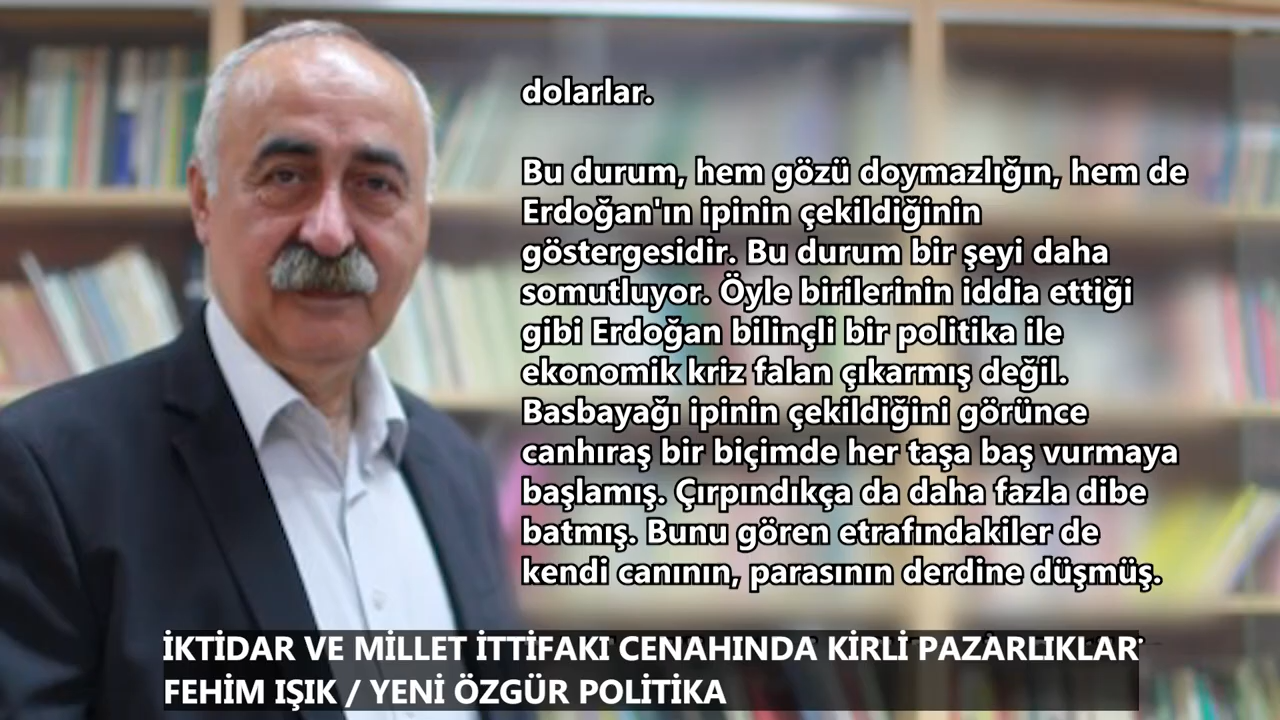 dolarlar.
Bu durum, hem gözü doymazlığın, hem de
Erdoğan'ın ipinin çekildiğinin
göstergesidir. Bu durum bir şeyi daha
somutluyor. Öyle birilerinin iddia ettiği
gibi Erdoğan bilinçli bir politika ile
ekonomik kriz falan çıkarmış değil.
Basbayağı ipinin çekildiğini görünce
canhıraş bir biçimde her taşa baş vurmaya
başlamış. Çırpındıkça da daha fazla dibe
batmış. Bunu gören etrafındakiler de
kendi canının, parasının derdine düşmüş.
İKTİDAR VE MİLLET İTTİFAKI CENAHINDA KİRLİ PAZARLIKLAR
FEHİM IŞIK / YENİ ÖZGÜR POLİTİKA